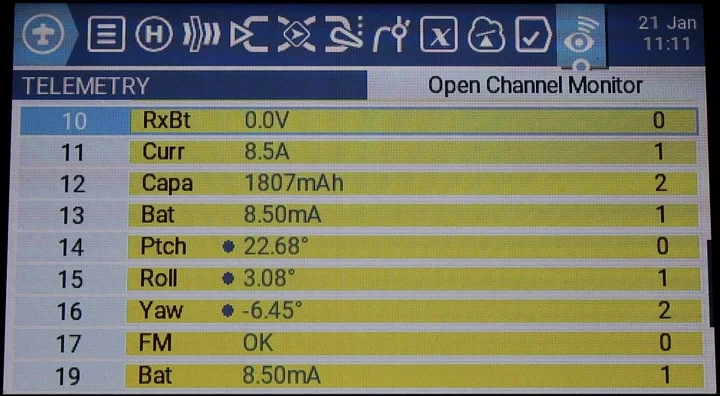 H x 21 Jan
11:11
TELEMETRY Open Channel Monitor
10 RxBt 0.0V 0
11 Curr 8.5A 1
12 Capa 1807mAh 2
13 Bat 8.50mA 1
14 Ptch 22.68° 0
15 Roll 3.08° 1
16 Yaw -6.45° 2
17 FM OK 0
19 Bat 8.50mA 1